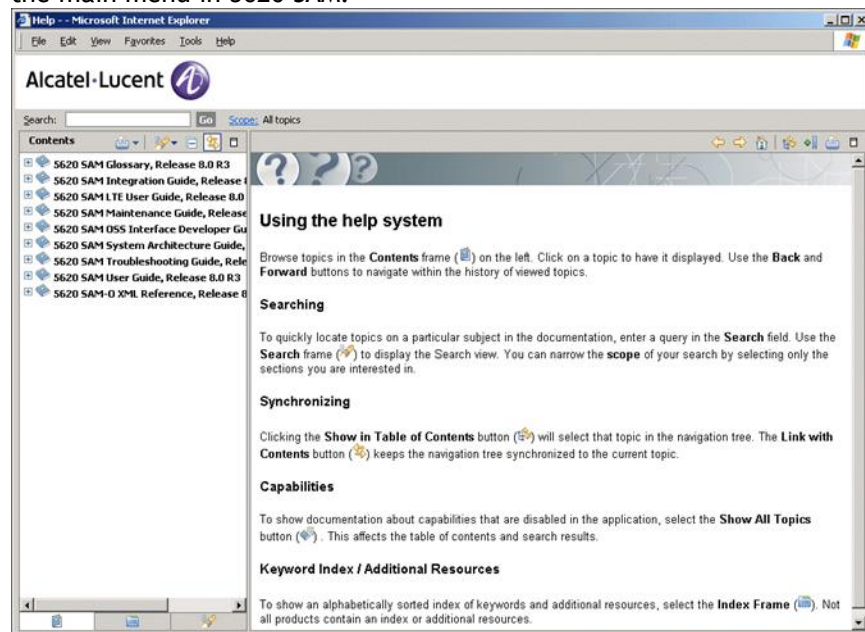 the main menu in 5620 SAM.
Help - - Microsoft Internet Explorer
File Edit View Favorites Tools Help
Alcatel·Lucent
Search: Go Scope: All topics
Contents
5620 SAM Glossary, Release 8.0 R3
5620 SAM Integration Guide, Release
5620 SAM LTE User Guide, Release 8.0
5620 SAM Maintenance Guide, Release
5620 SAM OSS Interface Developer Gu
5620 SAM System Architecture Guide,
5620 SAM Troubleshooting Guide, Rele
5620 SAM User Guide, Release 8.0 R3
5620 SAM-O XML Reference, Release 8
Using the help system
Browse topics in the Contents frame ( ) on the left. Click on a topic to have it displayed. Use the Back and
Forward buttons to navigate within the history of viewed topics.
Searching
To quickly locate topics on a particular subject in the documentation, enter a query in the Search field. Use the
Search frame ( ) to display the Search view. You can narrow the scope of your search by selecting only the
sections you are interested in.
Synchronizing
Clicking the Show in Table of Contents button ( ) will select that topic in the navigation tree. The Link with
Contents button ( ) keeps the navigation tree synchronized to the current topic.
Capabilities
To show documentation about capabilities that are disabled in the application, select the Show All Topics
button ( ) . This affects the table of contents and search results.
Keyword Index / Additional Resources
To show an alphabetically sorted index of keywords and additional resources, select the Index Frame ( ). Not
all products contain an index or additional resources.